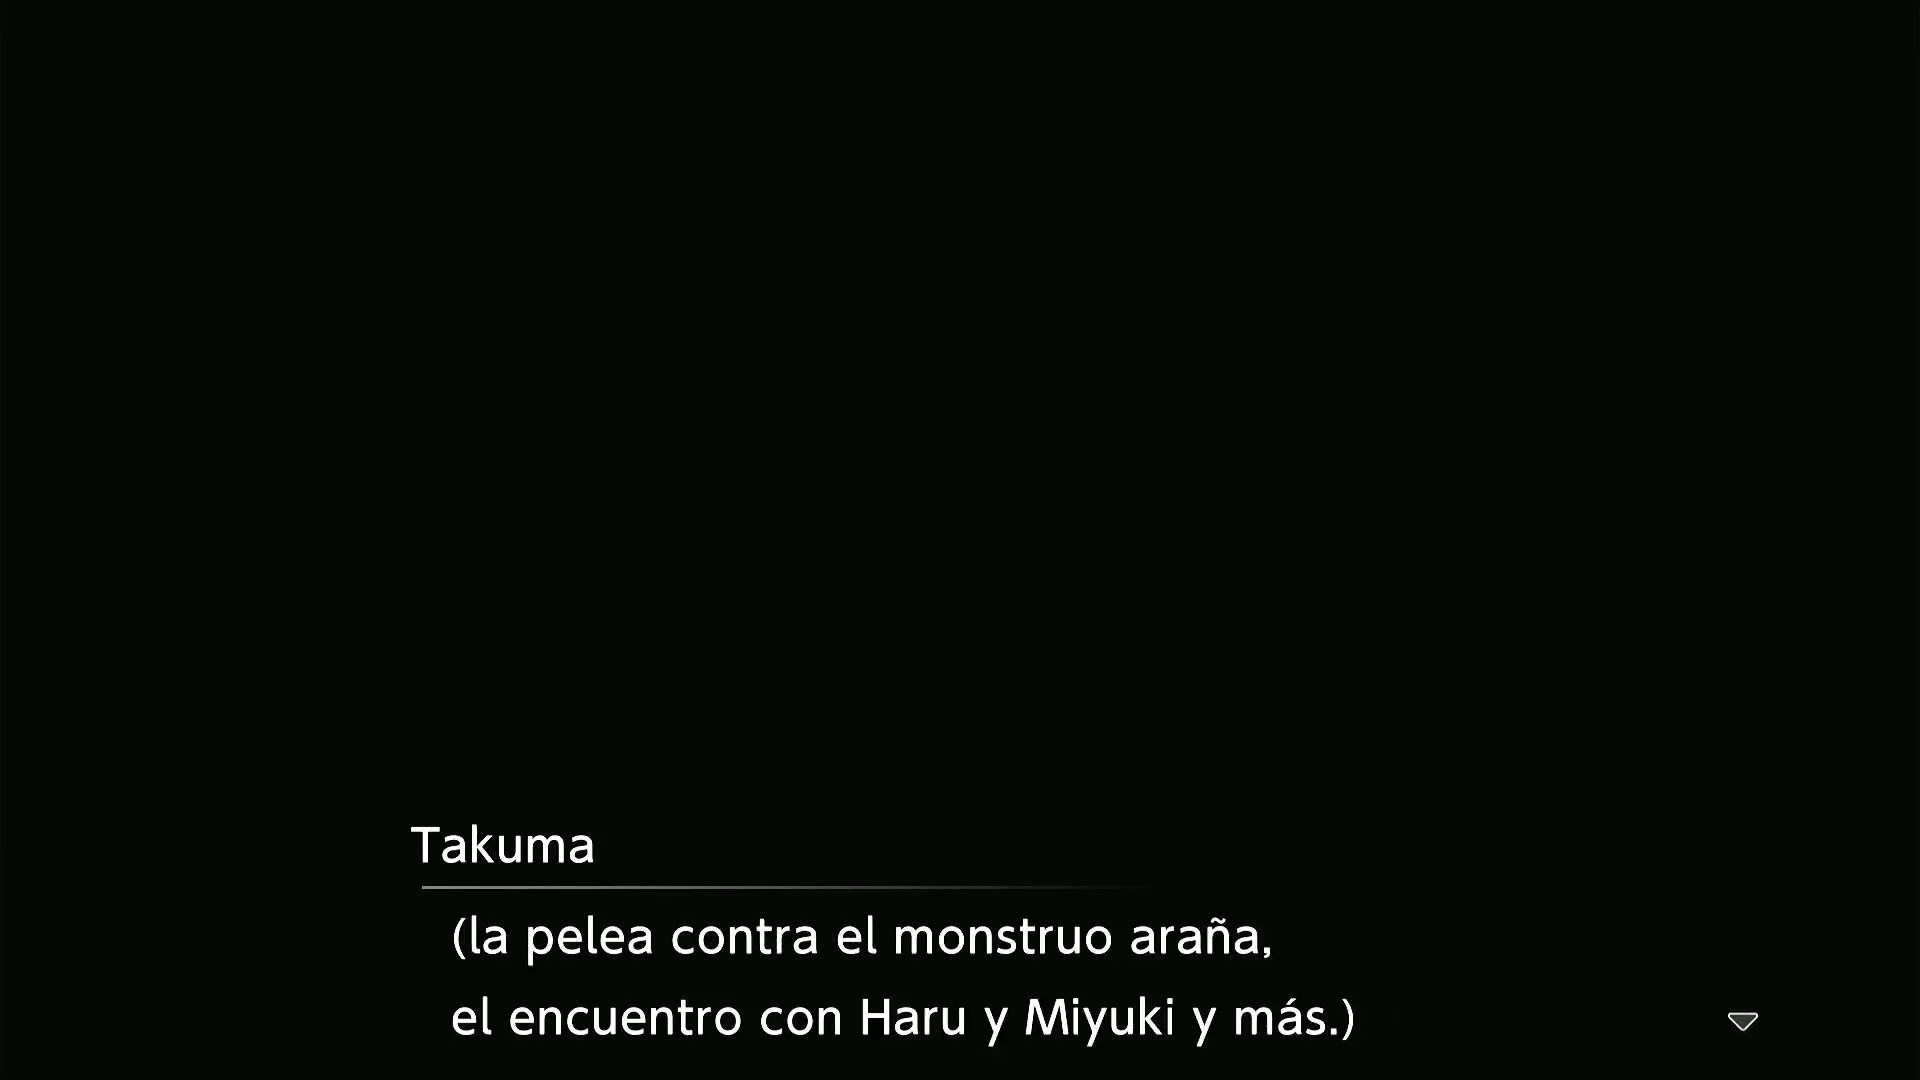 Takuma
(la pelea contra el monstruo araña,
el encuentro con Haru y Miyuki y más.)